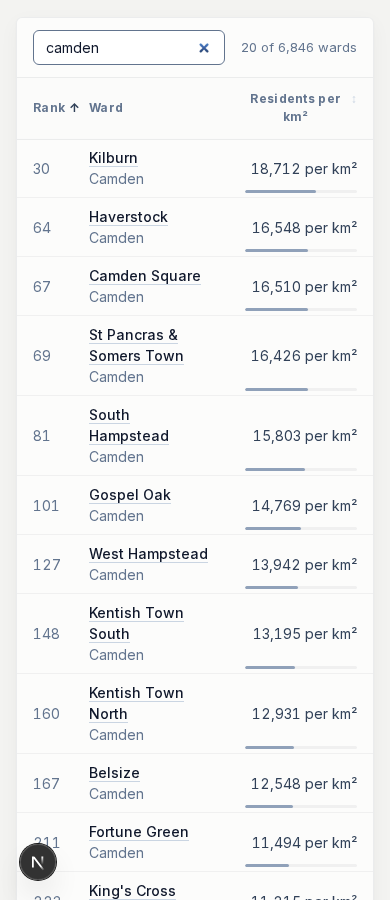 camden
20 of 6,846 wards
Rank ↑ Ward Residents per
km² ↕
30 Kilburn 18,712 per km²
Camden
64 Haverstock 16,548 per km²
Camden
67 Camden Square 16,510 per km²
Camden
69 St Pancras & 16,426 per km²
Somers Town
Camden
81 South 15,803 per km²
Hampstead
Camden
101 Gospel Oak 14,769 per km²
Camden
127 West Hampstead 13,942 per km²
Camden
148 Kentish Town 13,195 per km²
South
Camden
160 Kentish Town 12,931 per km²
North
Camden
167 Belsize 12,548 per km²
Camden
Fortune Green 11,494 per km²
Camden
N
King's Cross